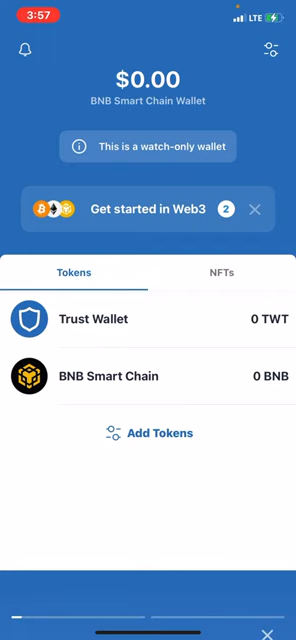 3:57
LTE
$0.00
BNB Smart Chain Wallet
This is a watch-only wallet
Get started in Web3 2
Tokens NFTs
Trust Wallet 0 TWT
BNB Smart Chain 0 BNB
Add Tokens